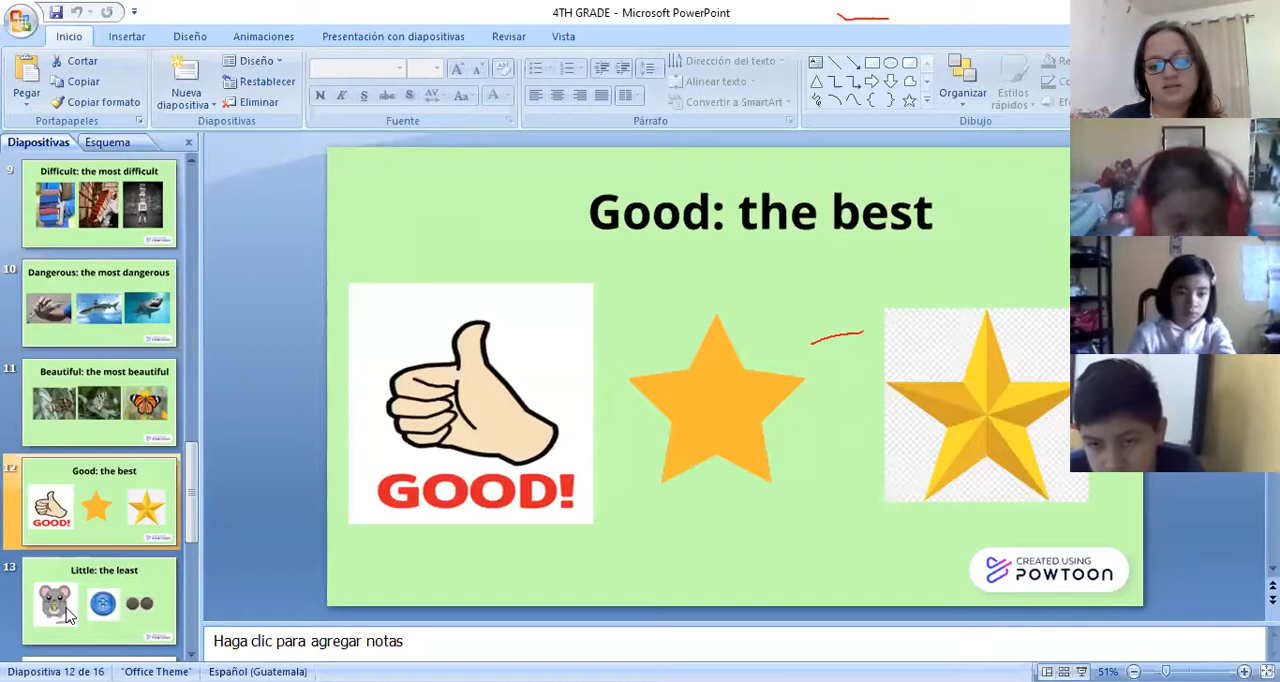 4TH GRADE - Microsoft PowerPoint
Inicio Insertar Diseño Animaciones Presentación con diapositivas Revisar Vista
Pegar
Cortar
Copiar
Copiar formato
Portapapeles
Nueva diapositiva
Diseño
Restablecer
Eliminar
Diapositivas
N K S abc S AV Aa A
Fuente
Dirección del texto
Alinear texto
Convertir a SmartArt
Párrafo
Organizar
Estilos rápidos
Dibujo
Diapositivas Esquema
9
Difficult: the most difficult
10
Dangerous: the most dangerous
11
Beautiful: the most beautiful
12
Good: the best
GOOD!
13
Little: the least
Good: the best
GOOD!
CREATED USING
POWTOON
Haga clic para agregar notas
Diapositiva 12 de 16 "Office Theme" Español (Guatemala) 51%